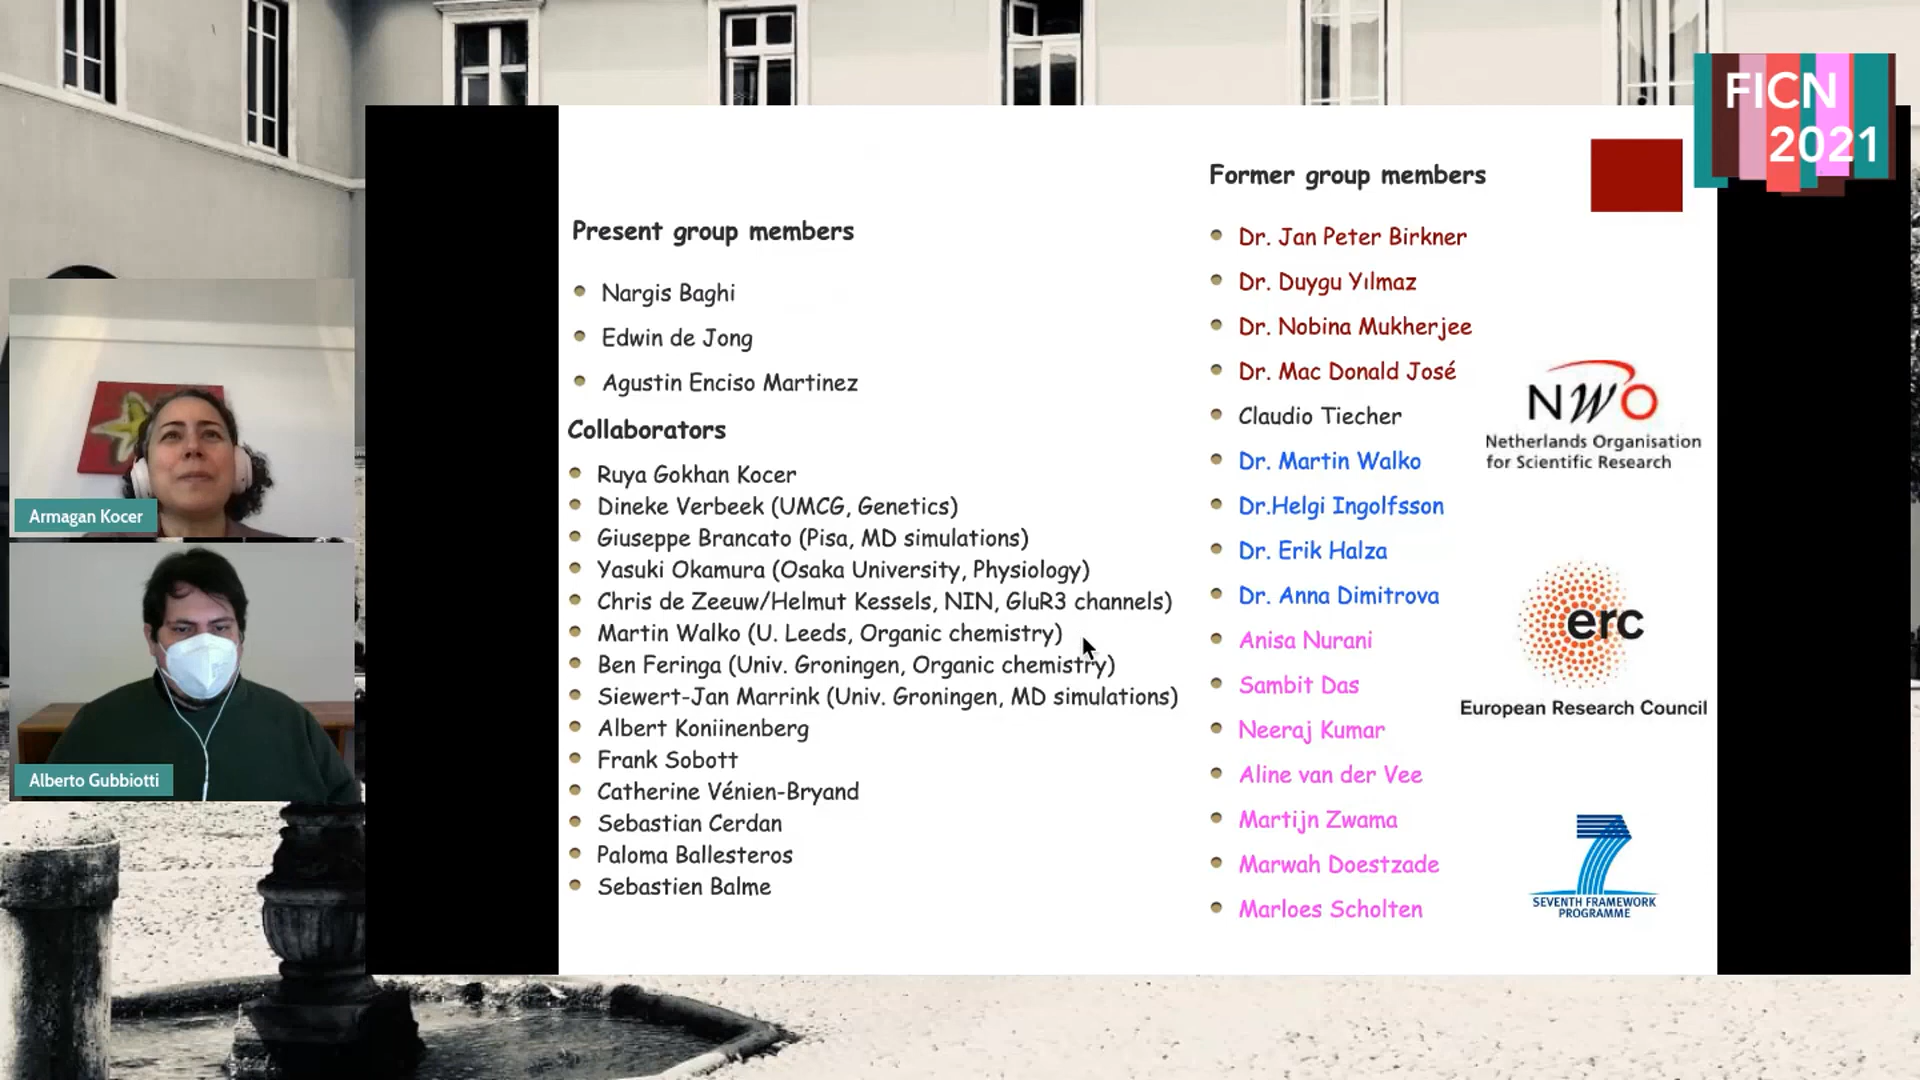 FICN
2021
Present group members
Nargis Baghi
Edwin de Jong
Agustin Enciso Martinez
Collaborators
Ruya Gokhan Kocer
Dineke Verbeek (UMCG, Genetics)
Giuseppe Brancato (Pisa, MD simulations)
Yasuki Okamura (Osaka University, Physiology)
Chris de Zeeuw/Helmut Kessels, NIN, GluR3 channels)
Martin Walko (U. Leeds, Organic chemistry)
Ben Feringa (Univ. Groningen, Organic chemistry)
Siewert-Jan Marrink (Univ. Groningen, MD simulations)
Albert Koniinenberg
Frank Sobott
Catherine Vénien-Bryand
Sebastian Cerdan
Paloma Ballesteros
Sebastien Balme
Former group members
Dr. Jan Peter Birkner
Dr. Duygu Yılmaz
Dr. Nobina Mukherjee
Dr. Mac Donald José
Claudio Tiecher
Dr. Martin Walko
Dr.Helgi Ingolfsson
Dr. Erik Halza
Dr. Anna Dimitrova
Anisa Nurani
Sambit Das
Neeraj Kumar
Aline van der Vee
Martijn Zwama
Marwah Doestzade
Marloes Scholten
NWO
Netherlands Organisation
for Scientific Research
erc
European Research Council
7
SEVENTH FRAMEWORK
PROGRAMME
Armagan Kocer
Alberto Gubbiotti